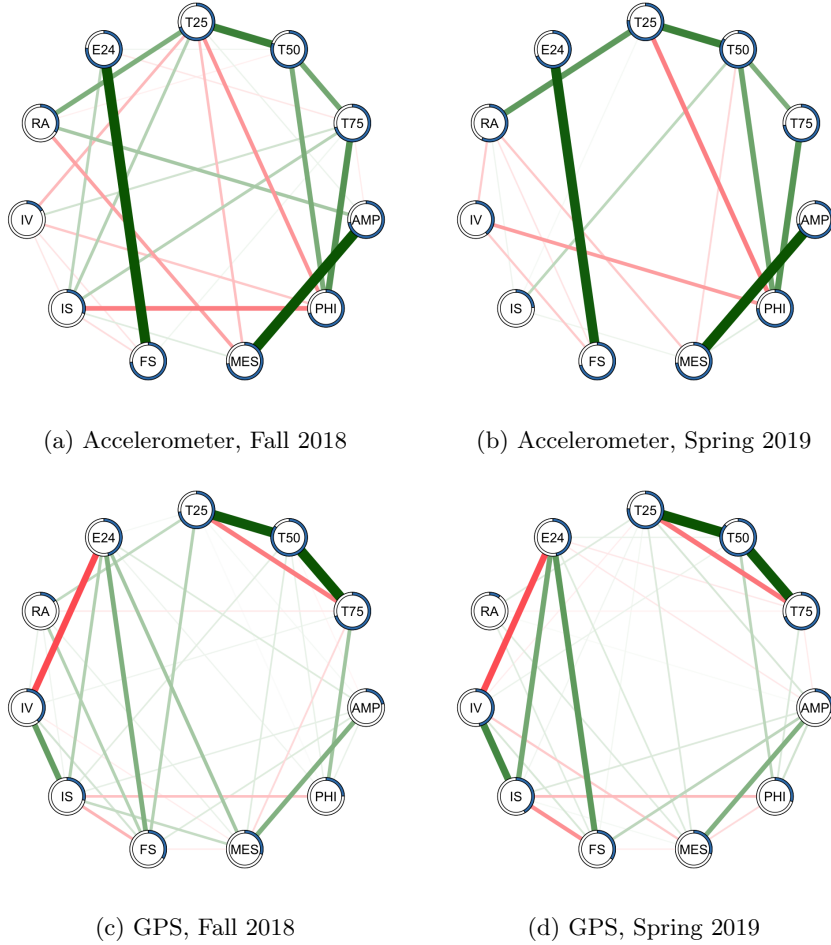 T25
E24
T50
RA
T75
IV
AMP
IS
PHI
FS
MES
T25
E24
T50
RA
T75
IV
AMP
IS
PHI
FS
MES
(a) Accelerometer, Fall 2018
(b) Accelerometer, Spring 2019
T25
E24
T50
RA
T75
IV
AMP
IS
PHI
FS
MES
T25
E24
T50
RA
T75
IV
AMP
IS
PHI
FS
MES
(c) GPS, Fall 2018
(d) GPS, Spring 2019